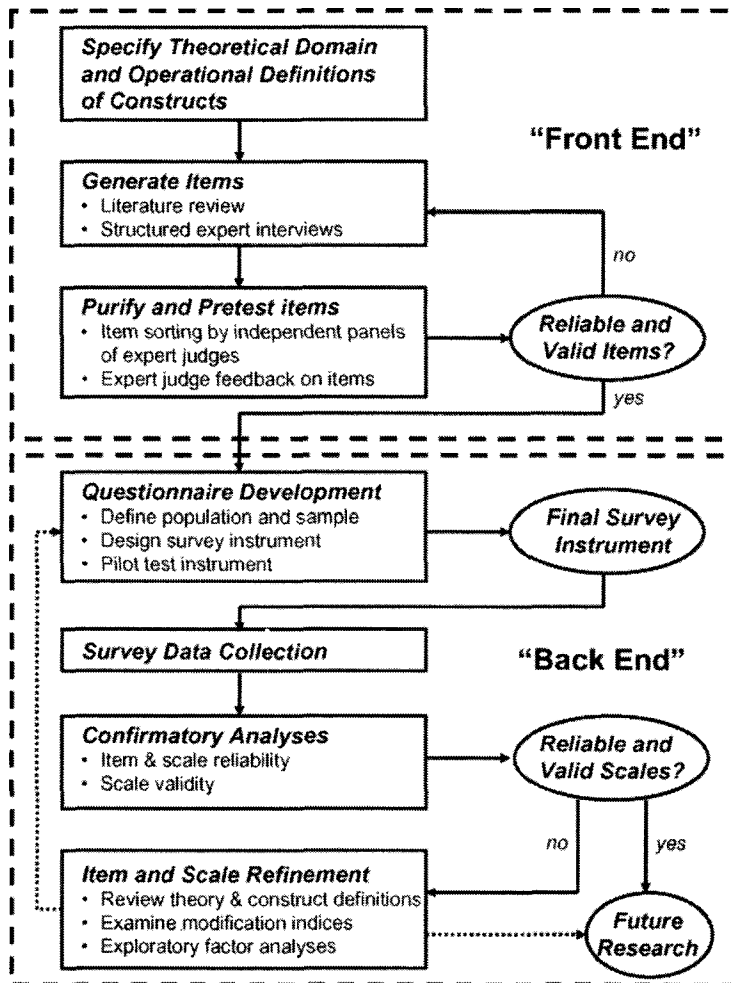 Specify Theoretical Domain
and Operational Definitions
of Constructs
"Front End"
Generate Items
• Literature review
• Structured expert interviews
no
Purify and Pretest items
• Item sorting by independent panels
of expert judges
• Expert judge feedback on items
Reliable and
Valid Items?
yes
Questionnaire Development
• Define population and sample
• Design survey instrument
• Pilot test instrument
Final Survey
Instrument
Survey Data Collection
"Back End"
Confirmatory Analyses
• Item & scale reliability
• Scale validity
Reliable and
Valid Scales?
no
yes
Item and Scale Refinement
• Review theory & construct definitions
• Examine modification indices
• Exploratory factor analyses
Future
Research